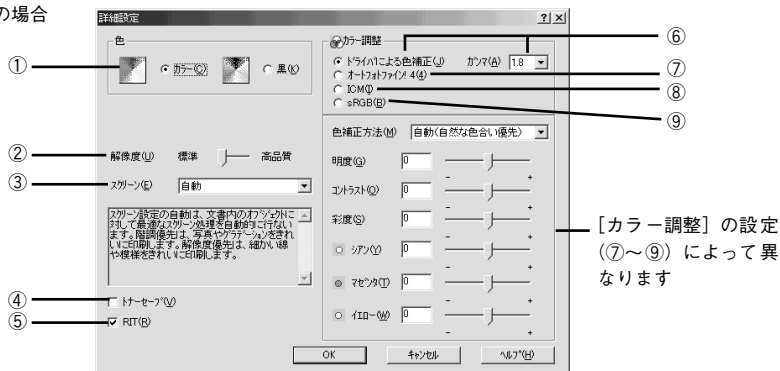 の場合
詳細設定
? ×
色
カラー(C)
黒(K)
①
②
解像度(U) 標準 高品質
③
スクリーン(E) 自動
スクリーン設定の自動は、文書内のオブジェクトに
対して最適なスクリーン処理を自動的に行ない
ます。階調優先は、写真やグラデーションをきれ
いに印刷します。解像度優先は、細かい線
や模様をきれいに印刷します。
④
トナーセーブ(V)
⑤
RIT(R)
カラー調整
⑥
ドライバによる色補正(J) ガンマ(A) 1.8
オートフォトファイン! 4(4)
⑦
ICM(I)
⑧
sRGB(B)
⑨
色補正方法(M) 自動(自然な色合い優先)
明度(G) 0
- +
コントラスト(O) 0
- +
彩度(S) 0
- +
シアン(Y) 0
- +
マゼンタ(T) 0
- +
イエロー(W) 0
- +
OK キャンセル ヘルプ(H)
[カラー調整]の設定
(⑦~⑨)によって異
なります